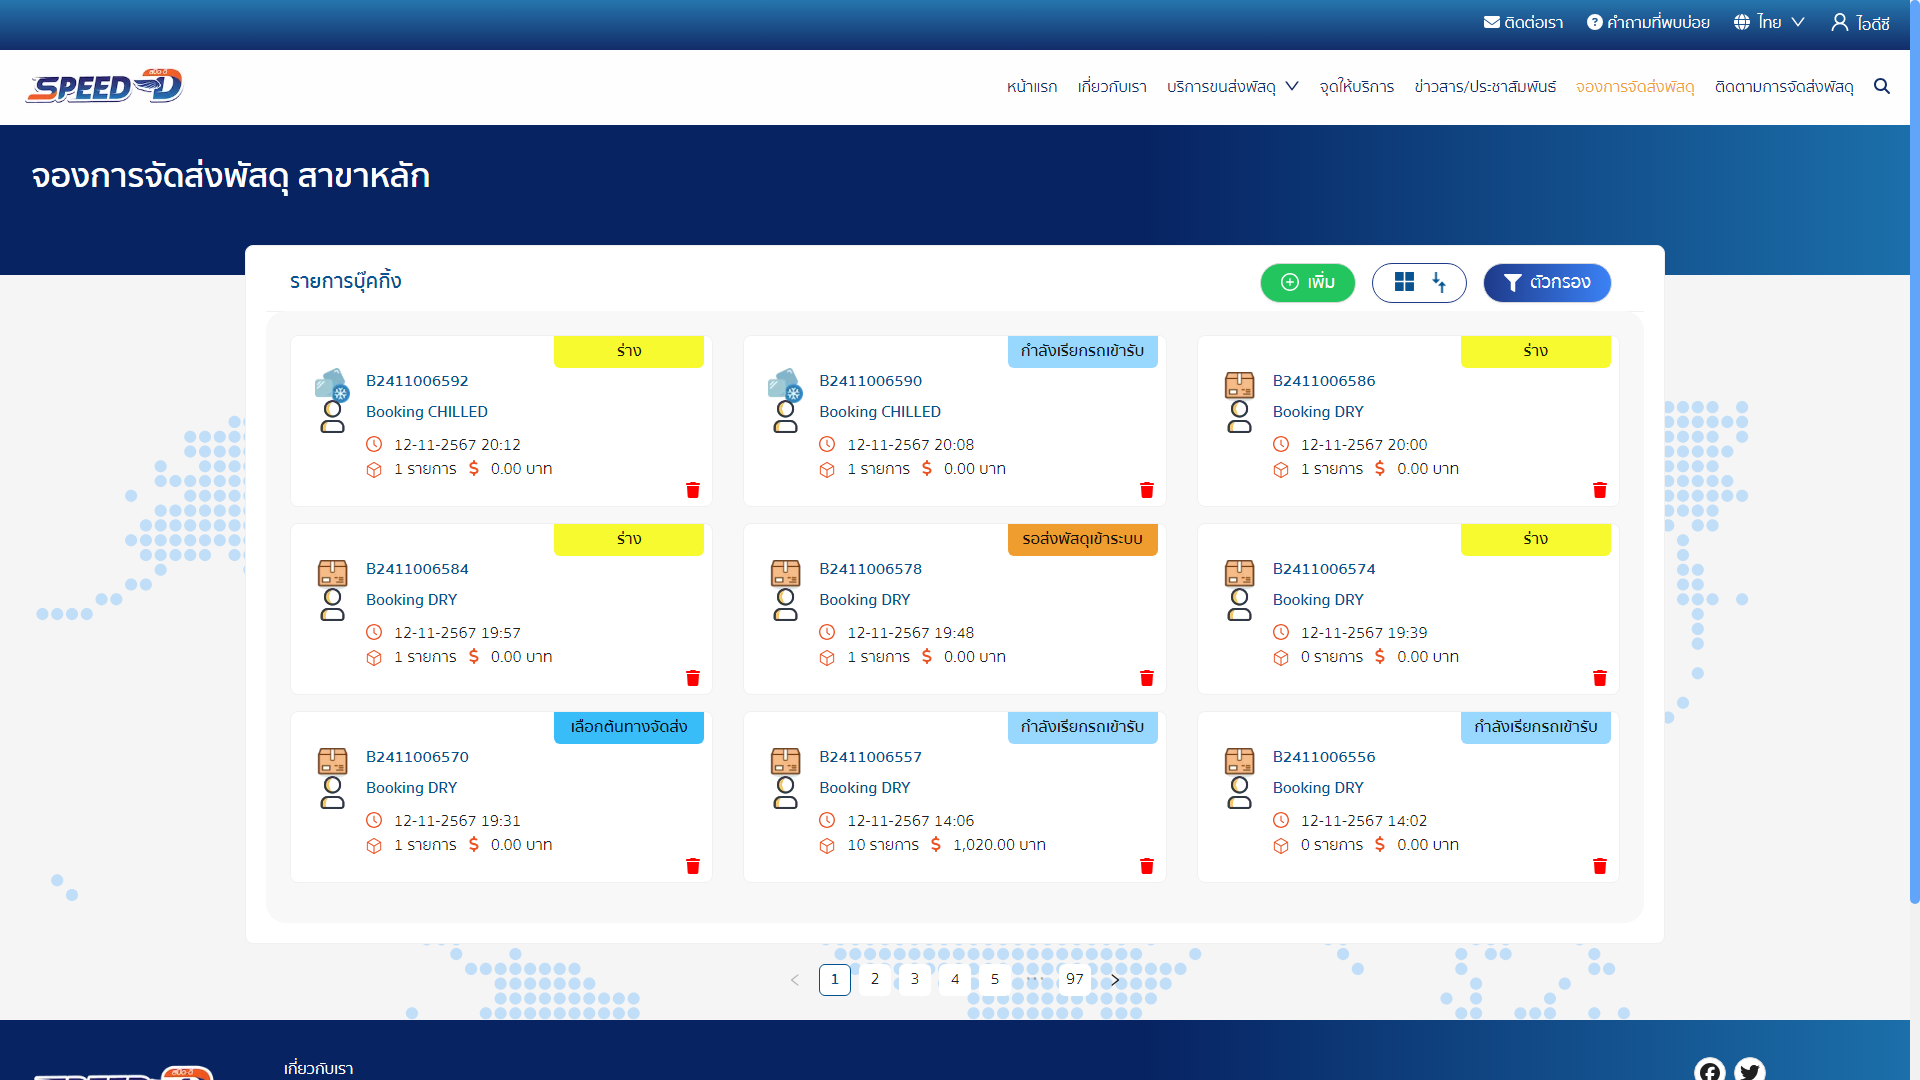 ติดต่อเรา คำถามที่พบบ่อย ไทย ไอดีซี
สปีด-ดี
SPEED-D
หน้าแรก เกี่ยวกับเรา บริการขนส่งพัสดุ จุดให้บริการ ข่าวสาร/ประชาสัมพันธ์ จองการจัดส่งพัสดุ ติดตามการจัดส่งพัสดุ
จองการจัดส่งพัสดุ สาขาหลัก
รายการบุ๊คกิ้ง
เพิ่ม
ตัวกรอง
ร่าง
B2411006592
Booking CHILLED
12-11-2567 20:12
1 รายการ $ 0.00 บาท
กำลังเรียกรถเข้ารับ
B2411006590
Booking CHILLED
12-11-2567 20:08
1 รายการ $ 0.00 บาท
ร่าง
B2411006586
Booking DRY
12-11-2567 20:00
1 รายการ $ 0.00 บาท
ร่าง
B2411006584
Booking DRY
12-11-2567 19:57
1 รายการ $ 0.00 บาท
รอส่งพัสดุเข้าระบบ
B2411006578
Booking DRY
12-11-2567 19:48
1 รายการ $ 0.00 บาท
ร่าง
B2411006574
Booking DRY
12-11-2567 19:39
0 รายการ $ 0.00 บาท
เลือกต้นทางจัดส่ง
B2411006570
Booking DRY
12-11-2567 19:31
1 รายการ $ 0.00 บาท
กำลังเรียกรถเข้ารับ
B2411006557
Booking DRY
12-11-2567 14:06
10 รายการ $ 1,020.00 บาท
กำลังเรียกรถเข้ารับ
B2411006556
Booking DRY
12-11-2567 14:02
0 รายการ $ 0.00 บาท
< 1 2 3 4 5 ••• 97 >
สปีด-ดี
เกี่ยวกับเรา